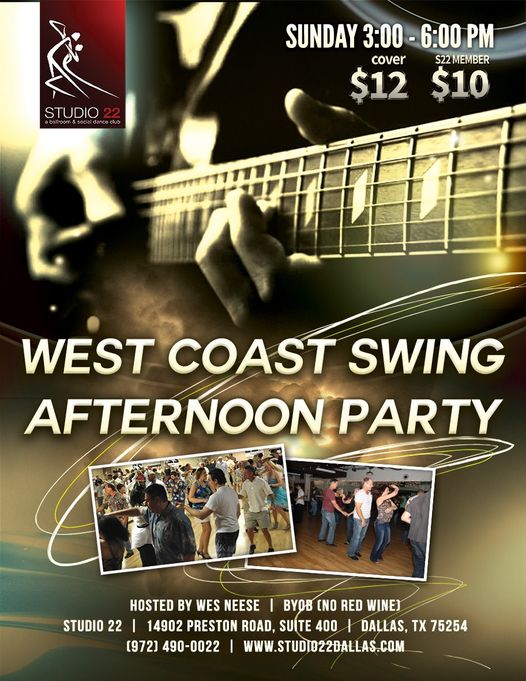 STUDIO 22
a ballroom & social dance club
SUNDAY 3:00 - 6:00 PM
cover S22 MEMBER
$12 $10
WEST COAST SWING
AFTERNOON PARTY
HOSTED BY WES NEESE | BYOB (NO RED WINE)
STUDIO 22 | 14902 PRESTON ROAD, SUITE 400 | DALLAS, TX 75254
(972) 490-0022 | WWW.STUDIO22DALLAS.COM